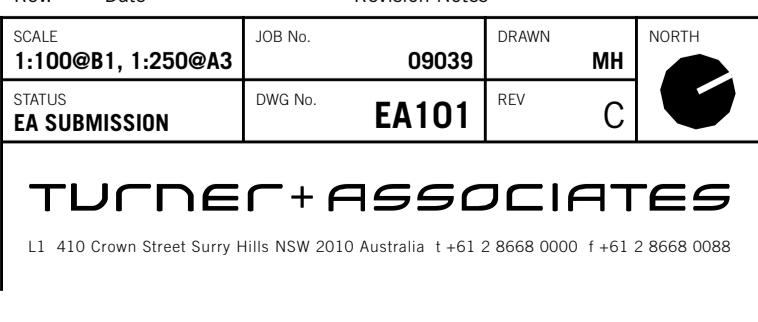 Date
SCALE
1:100@B1, 1:250@A3
JOB No.
09039
DRAWN
MH
NORTH
STATUS
EA SUBMISSION
DWG No.
EA101
REV
C
TURNER+ASSOCIATES
L1 410 Crown Street Surry Hills NSW 2010 Australia t +61 2 8668 0000 f +61 2 8668 0088